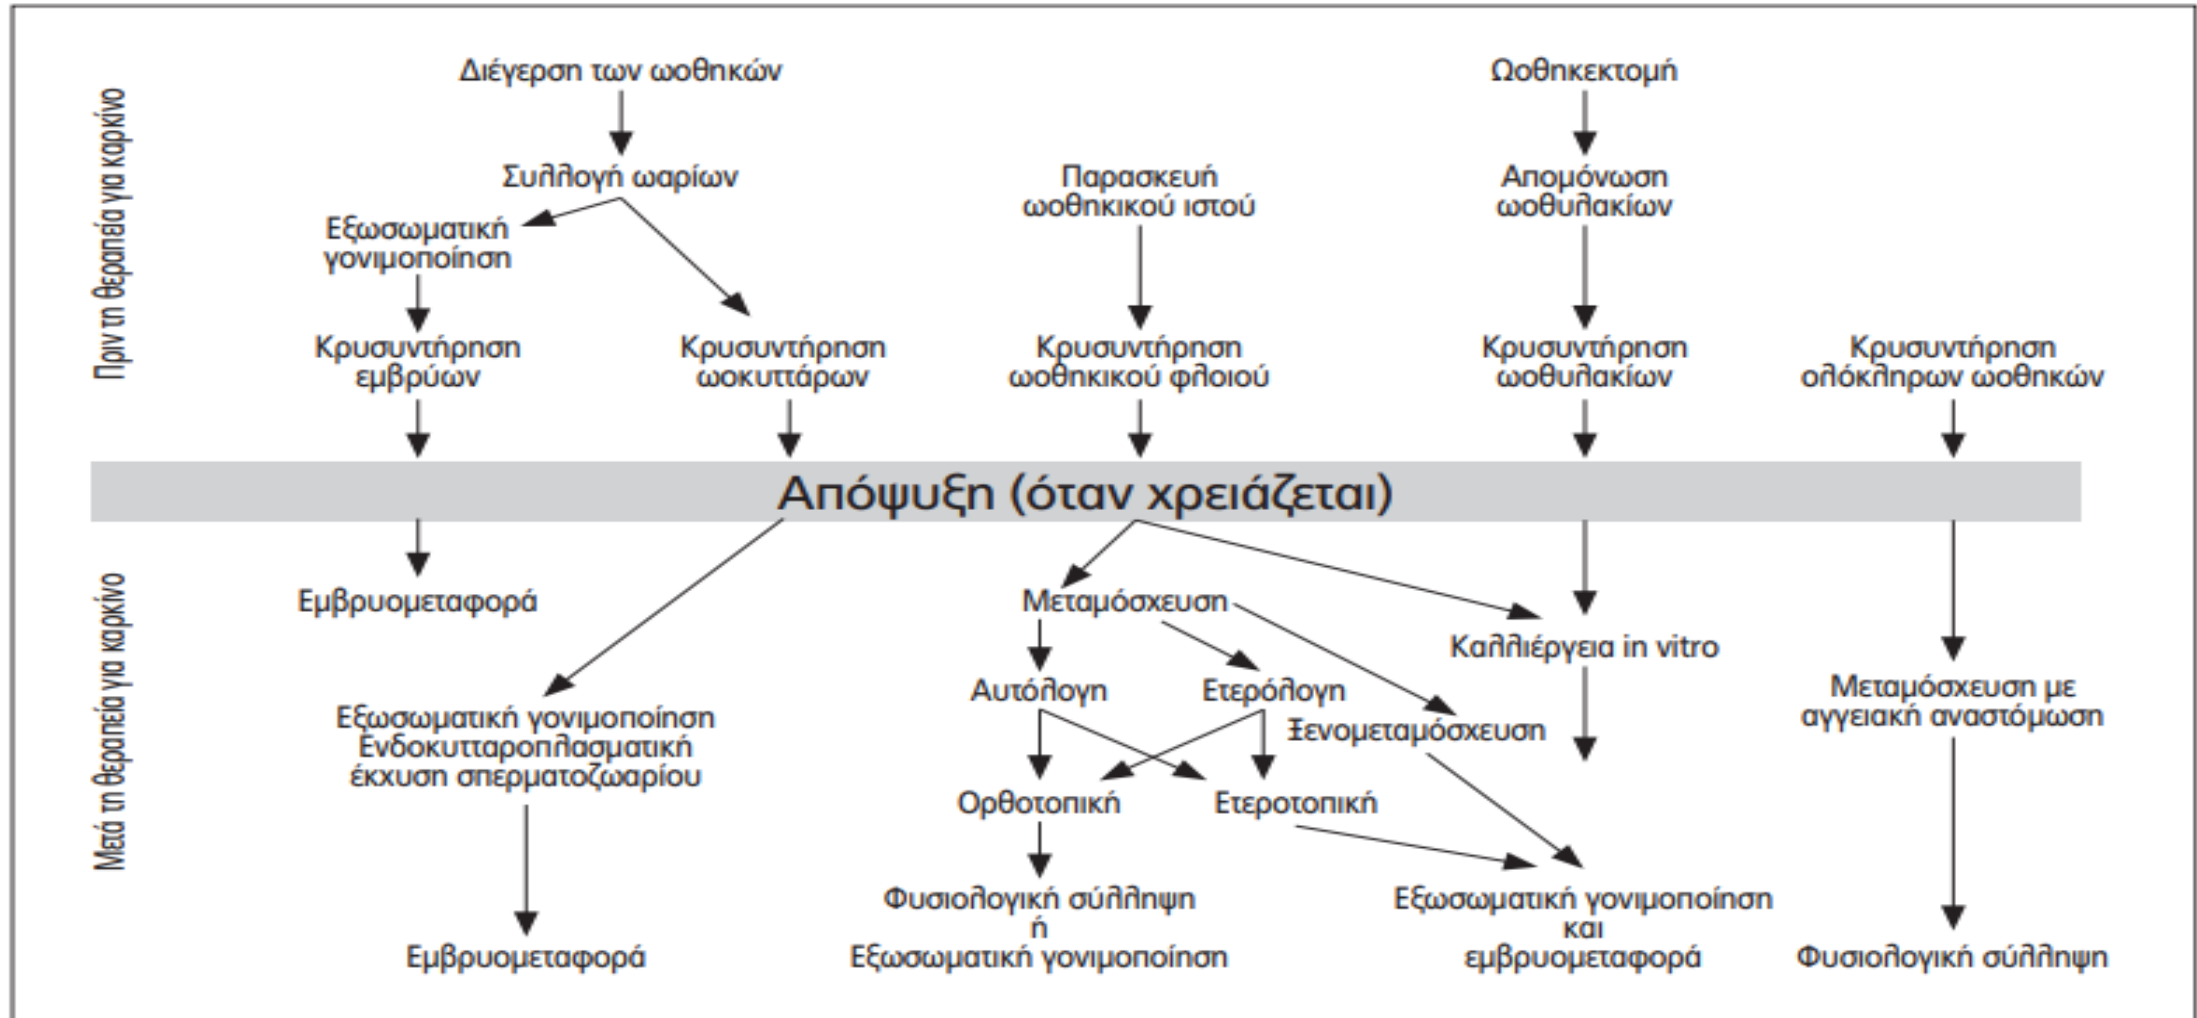 Πριν τη θεραπεία για καρκίνο
Διέγερση των ωοθηκών
Ωοθηκεκτομή
Συλλογή ωαρίων
Παρασκευή
ωοθηκικού ιστού
Απομόνωση
ωοθυλακίων
Εξωσωματική
γονιμοποίηση
Κρυσυντήρηση
εμβρύων
Κρυσυντήρηση
ωοκυττάρων
Κρυσυντήρηση
ωοθηκικού φλοιού
Κρυσυντήρηση
ωοθυλακίων
Κρυσυντήρηση
ολόκληρων ωοθηκών
Απόψυξη (όταν χρειάζεται)
Μετά τη θεραπεία για καρκίνο
Εμβρυομεταφορά
Μεταμόσχευση
Καλλιέργεια in vitro
Αυτόλογη
Ετερόλογη
Ξενομεταμόσχευση
Μεταμόσχευση με
αγγειακή αναστόμωση
Εξωσωματική γονιμοποίηση
Ενδοκυτταροπλασματική
έκχυση σπερματοζωαρίου
Ορθοτοπική
Ετεροτοπική
Εμβρυομεταφορά
Φυσιολογική σύλληψη
ή
Εξωσωματική γονιμοποίηση
Εξωσωματική γονιμοποίηση
και
εμβρυομεταφορά
Φυσιολογική σύλληψη